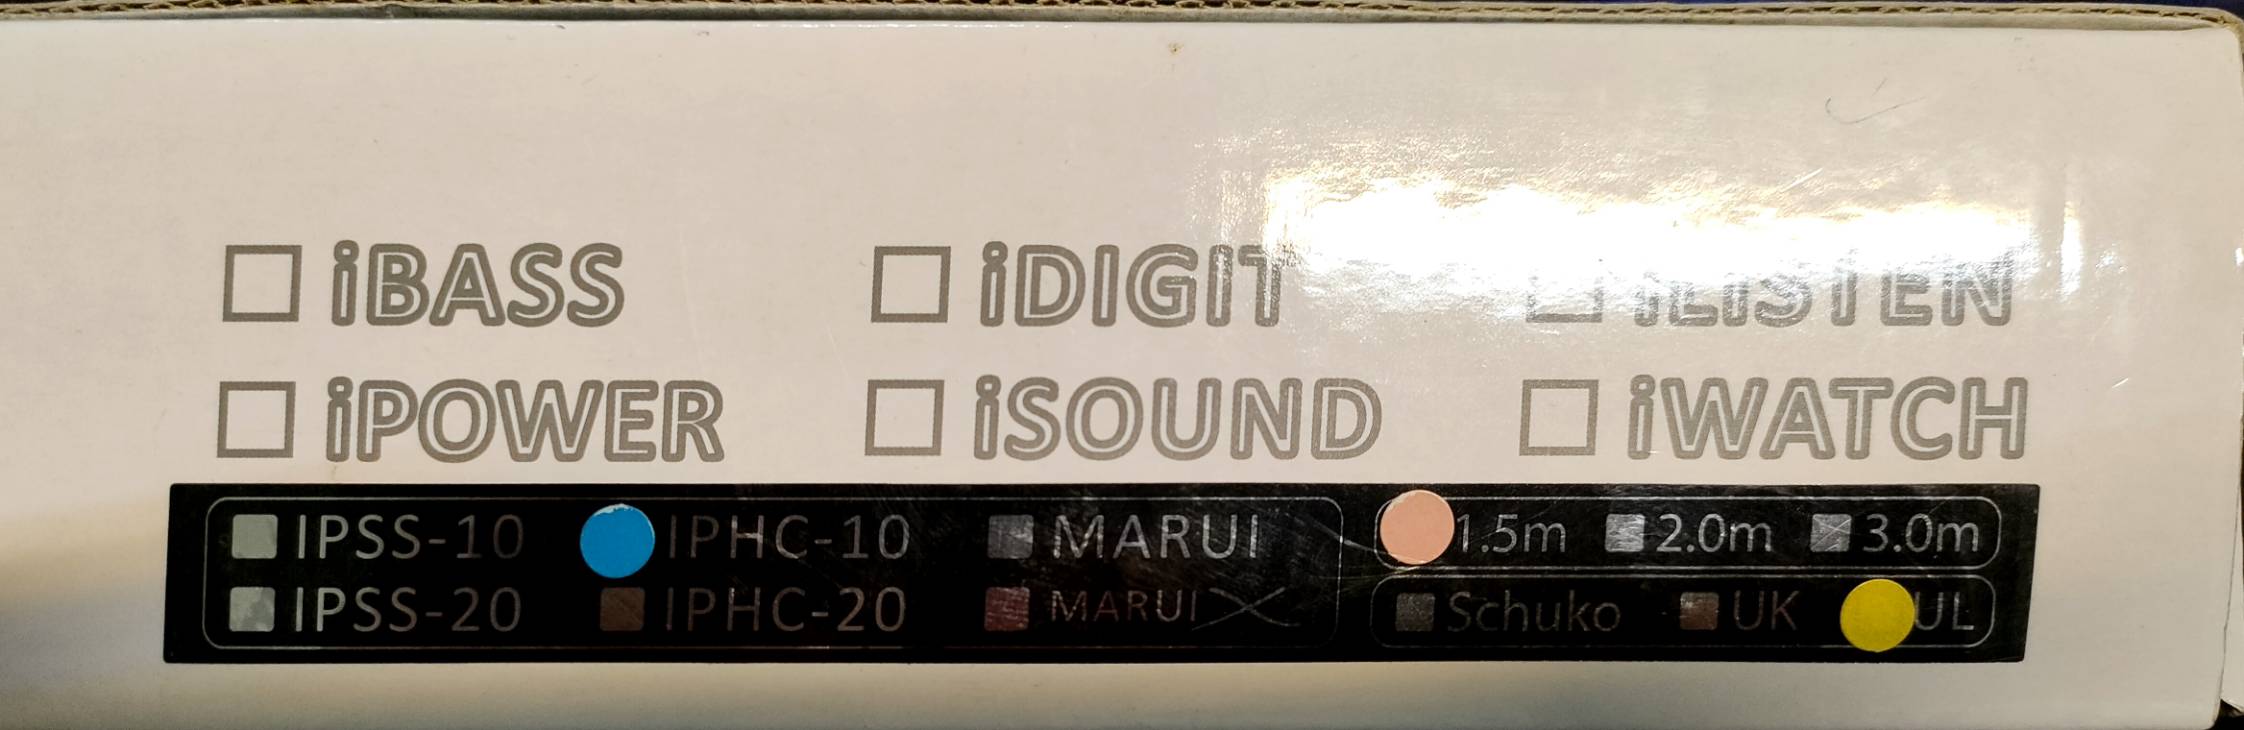 iBASS iDIGIT iLISTEN
iPOWER iSOUND iWATCH
IPSS-10 IPHC-10 MARUI 1.5m 2.0m 3.0m
IPSS-20 IPHC-20 MARUI X Schuko UK UL